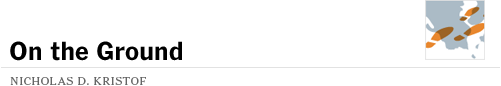 On the Ground
NICHOLAS D. KRISTOF